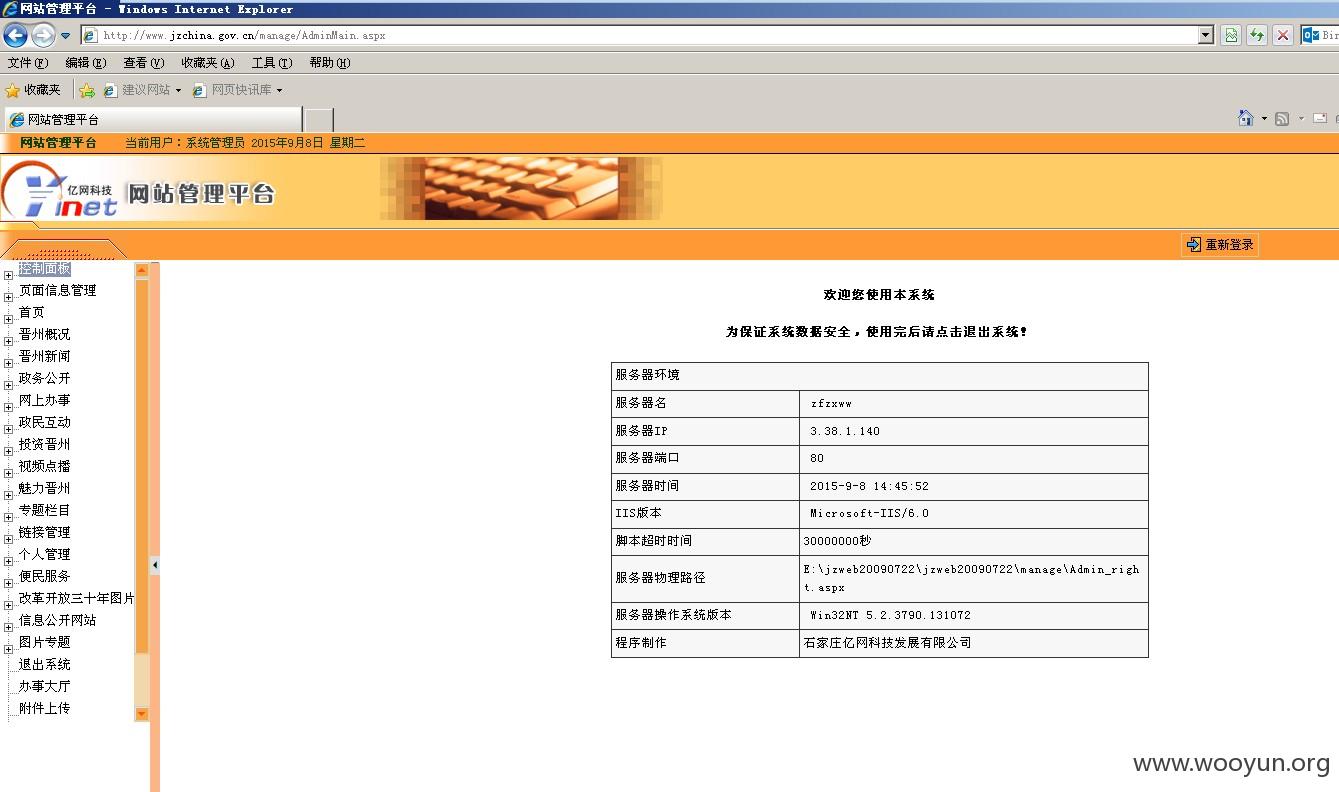 网站管理平台 - Windows Internet Explorer
http://www.jzchina.gov.cn/manage/AdminMain.aspx
文件(F) 编辑(E) 查看(V) 收藏夹(A) 工具(T) 帮助(H)
收藏夹 建议网站 网页快讯库
网站管理平台
网站管理平台 当前用户：系统管理员 2015年9月8日 星期二
亿网科技
Yinet
网站管理平台
重新登录
控制面板
页面信息管理
首页
晋州概况
晋州新闻
政务公开
网上办事
政民互动
投资晋州
视频点播
魅力晋州
专题栏目
链接管理
个人管理
便民服务
改革开放三十年图片
信息公开网站
图片专题
退出系统
办事大厅
附件上传
欢迎您使用本系统
为保证系统数据安全，使用完后请点击退出系统！
服务器环境
服务器名 zfzxww
服务器IP 3.38.1.140
服务器端口 80
服务器时间 2015-9-8 14:45:52
IIS版本 Microsoft-IIS/6.0
脚本超时时间 30000000秒
服务器物理路径 E:\jzweb20090722\jzweb20090722\manage\Admin_righ
t.aspx
服务器操作系统版本 Win32NT 5.2.3790.131072
程序制作 石家庄亿网科技发展有限公司
www.wooyun.org